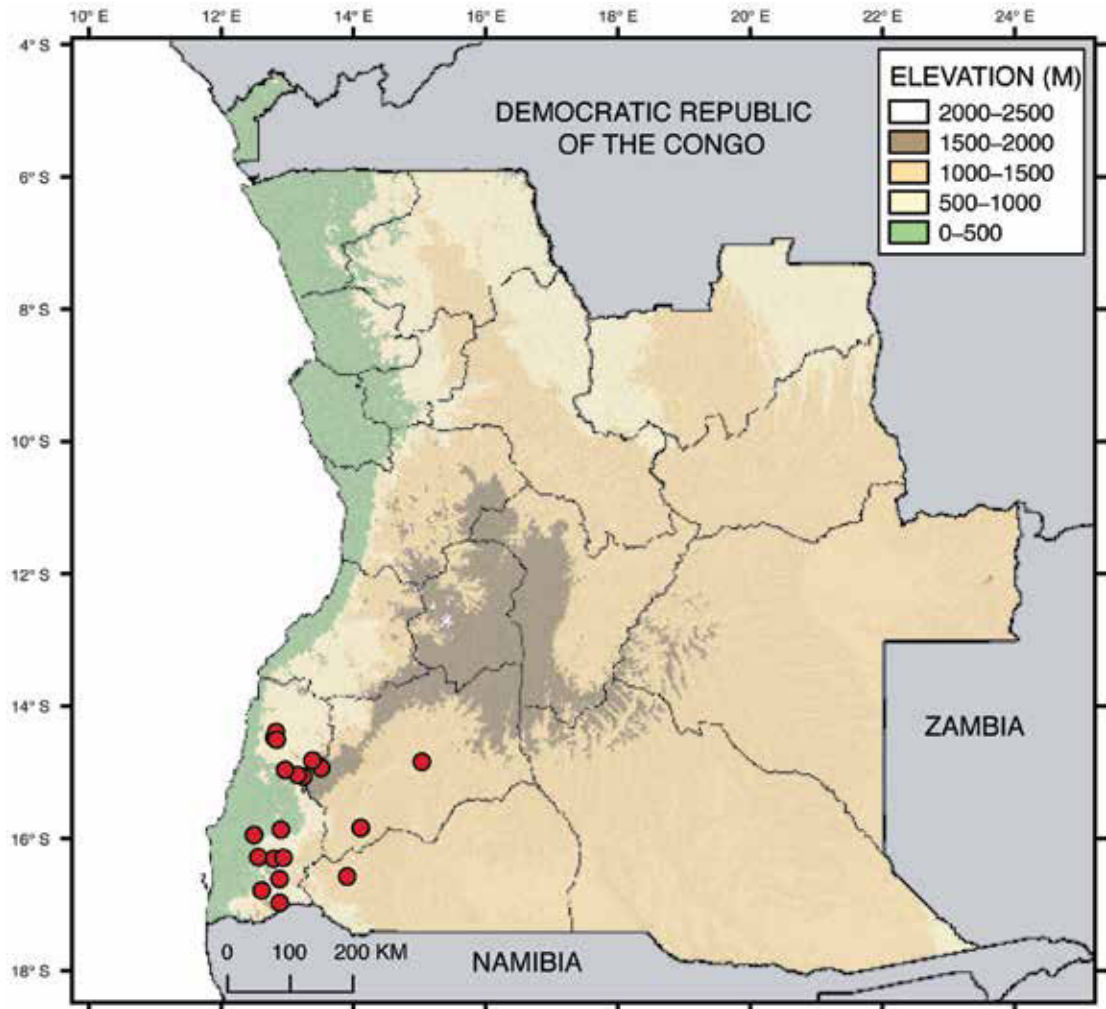 10° E 12° E 14° E 16° E 18° E 20° E 22° E 24° E
4° S
ELEVATION (M)
2000–2500
1500–2000
1000–1500
500–1000
0–500
DEMOCRATIC REPUBLIC
OF THE CONGO
6° S
8° S
10° S
12° S
14° S
ZAMBIA
16° S
0 100 200 KM
NAMIBIA
18° S